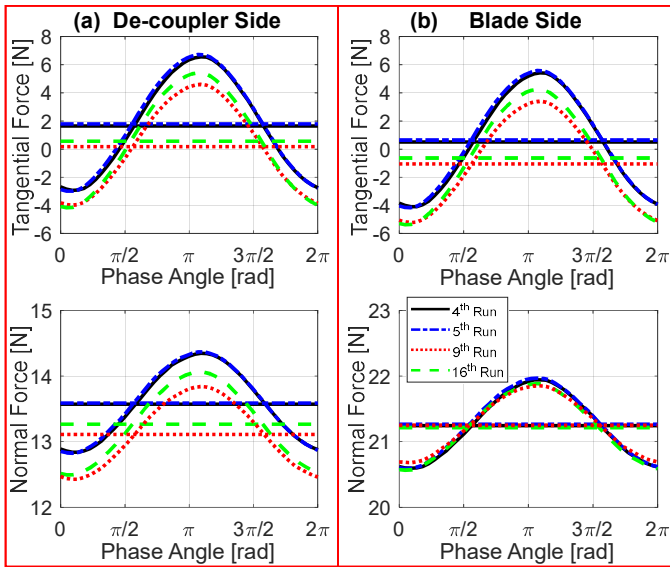 (a) De-coupler Side
(b) Blade Side
Tangential Force [N]
8
6
4
2
0
-2
-4
-6
0 π/2 π 3π/2 2π
Phase Angle [rad]
Tangential Force [N]
8
6
4
2
0
-2
-4
-6
0 π/2 π 3π/2 2π
Phase Angle [rad]
Normal Force [N]
15
14
13
12
0 π/2 π 3π/2 2π
Phase Angle [rad]
Normal Force [N]
23
22
21
20
4th Run
5th Run
9th Run
16th Run
0 π/2 π 3π/2 2π
Phase Angle [rad]